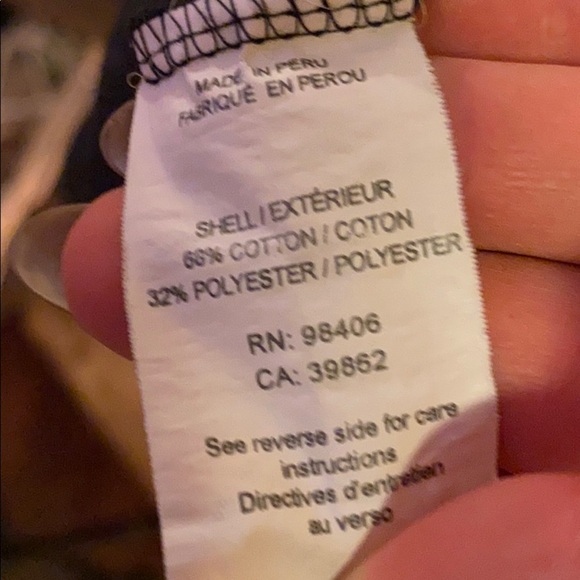 MADE IN PERU
FABRIQUÉ EN PEROU
SHELL / EXTÉRIEUR
66% COTTON / COTON
32% POLYESTER / POLYESTER
RN: 98406
CA: 39862
See reverse side for care
instructions
Directives d'entretien
au verso